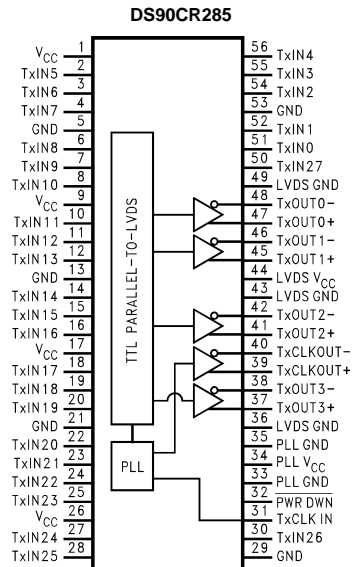 DS90CR285
VCC 1
TxIN5 2
TxIN6 3
TxIN7 4
GND 5
TxIN8 6
TxIN9 7
TxIN10 8
VCC 9
TxIN11 10
TxIN12 11
TxIN13 12
GND 13
TxIN14 14
TxIN15 15
TxIN16 16
VCC 17
TxIN17 18
TxIN18 19
TxIN19 20
GND 21
TxIN20 22
TxIN21 23
TxIN22 24
TxIN23 25
VCC 26
TxIN24 27
TxIN25 28
TTL PARALLEL-TO-LVDS
PLL
56 TxIN4
55 TxIN3
54 TxIN2
53 GND
52 TxIN1
51 TxIN0
50 TxIN27
49 LVDS GND
48 TxOUT0-
47 TxOUT0+
46 TxOUT1-
45 TxOUT1+
44 LVDS VCC
43 LVDS GND
42 TxOUT2-
41 TxOUT2+
40 TxCLKOUT-
39 TxCLKOUT+
38 TxOUT3-
37 TxOUT3+
36 LVDS GND
35 PLL GND
34 PLL VCC
33 PLL GND
32 PWR DWN
31 TxCLK IN
30 TxIN26
29 GND